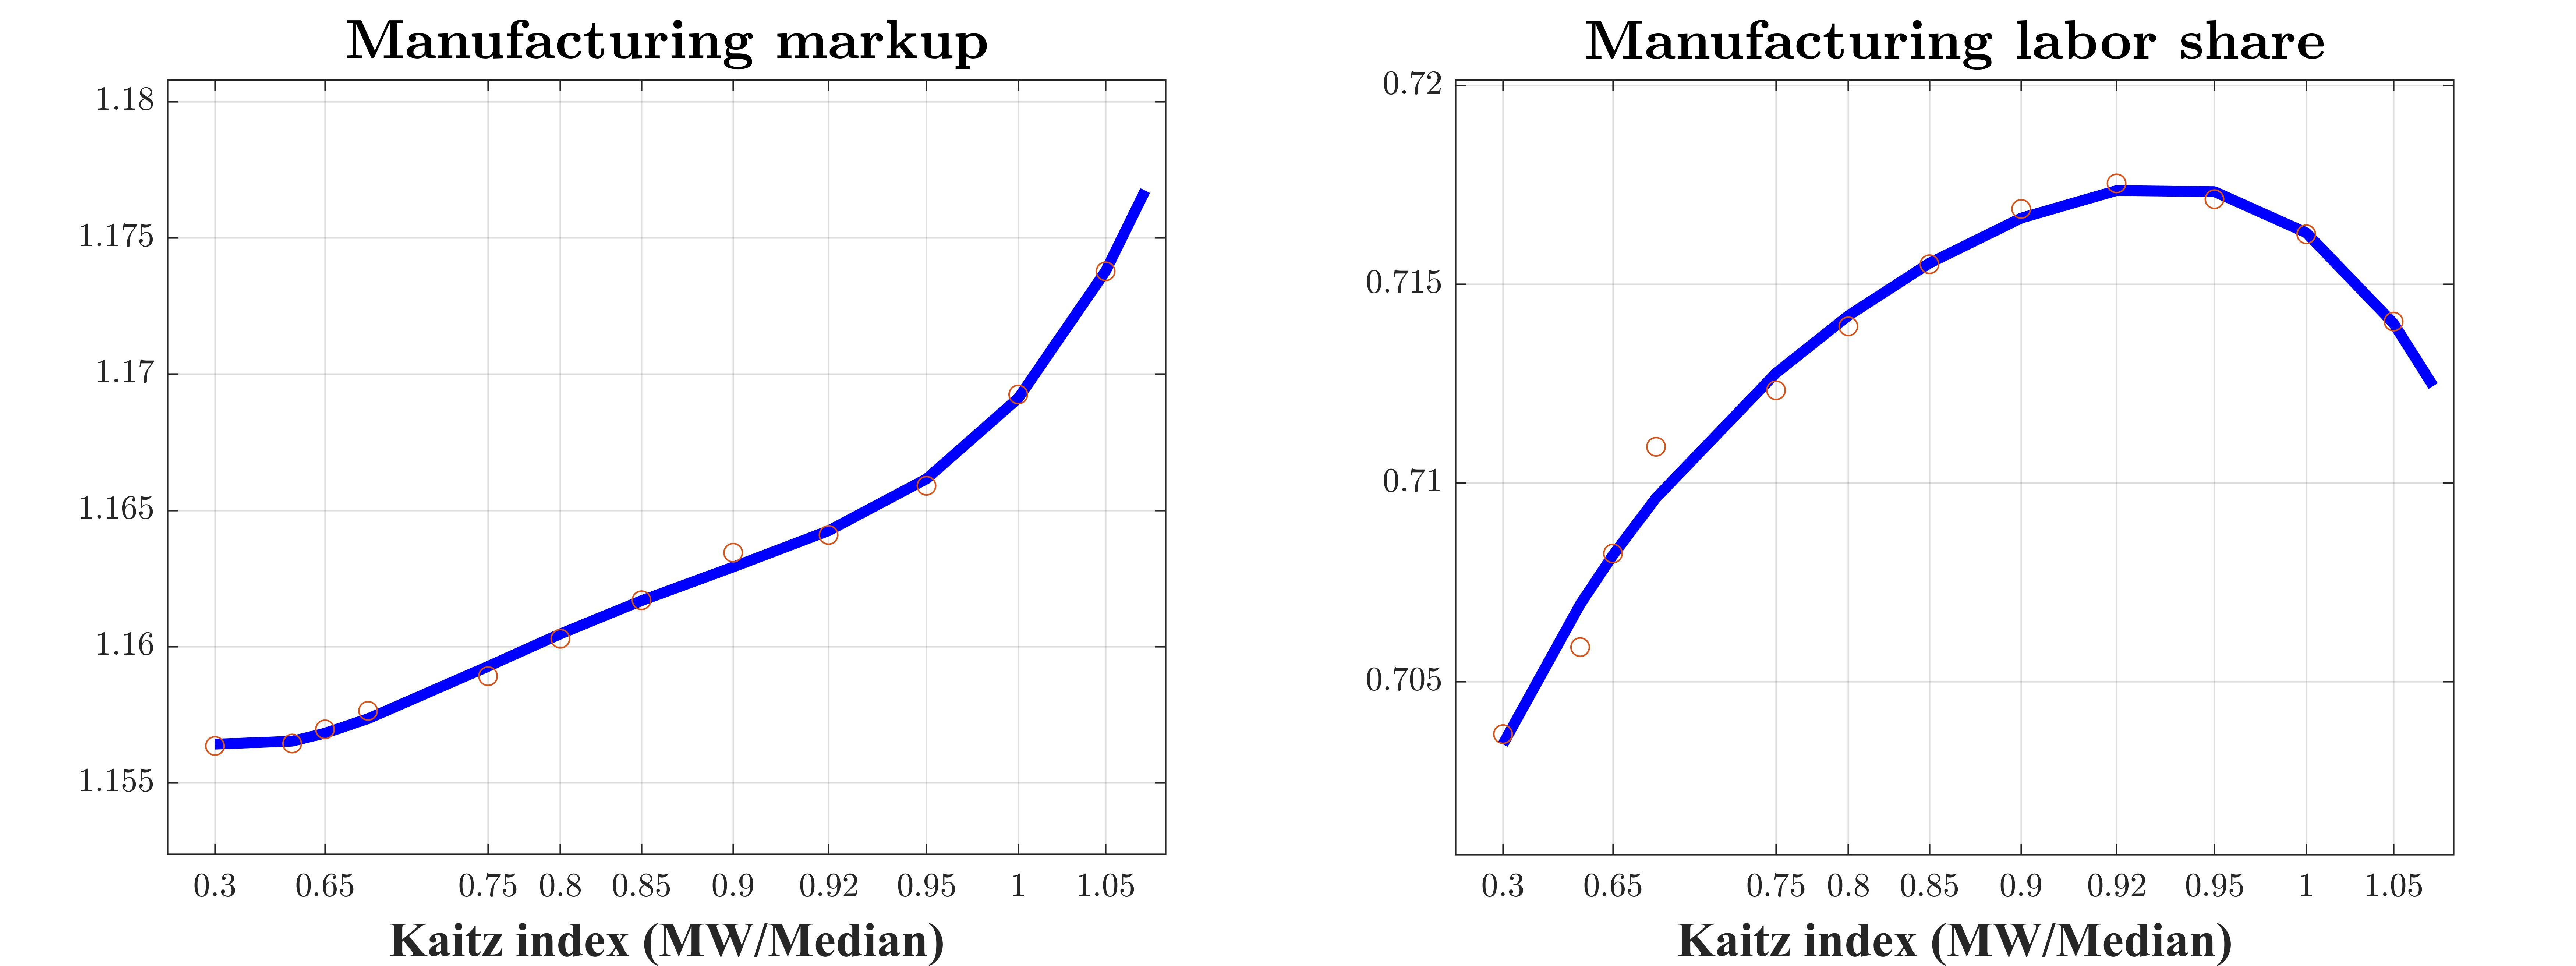 Manufacturing markup
1.18
1.175
1.17
1.165
1.16
1.155
0.3 0.65 0.75 0.8 0.85 0.9 0.92 0.95 1 1.05
Kaitz index (MW/Median)
Manufacturing labor share
0.72
0.715
0.71
0.705
0.3 0.65 0.75 0.8 0.85 0.9 0.92 0.95 1 1.05
Kaitz index (MW/Median)